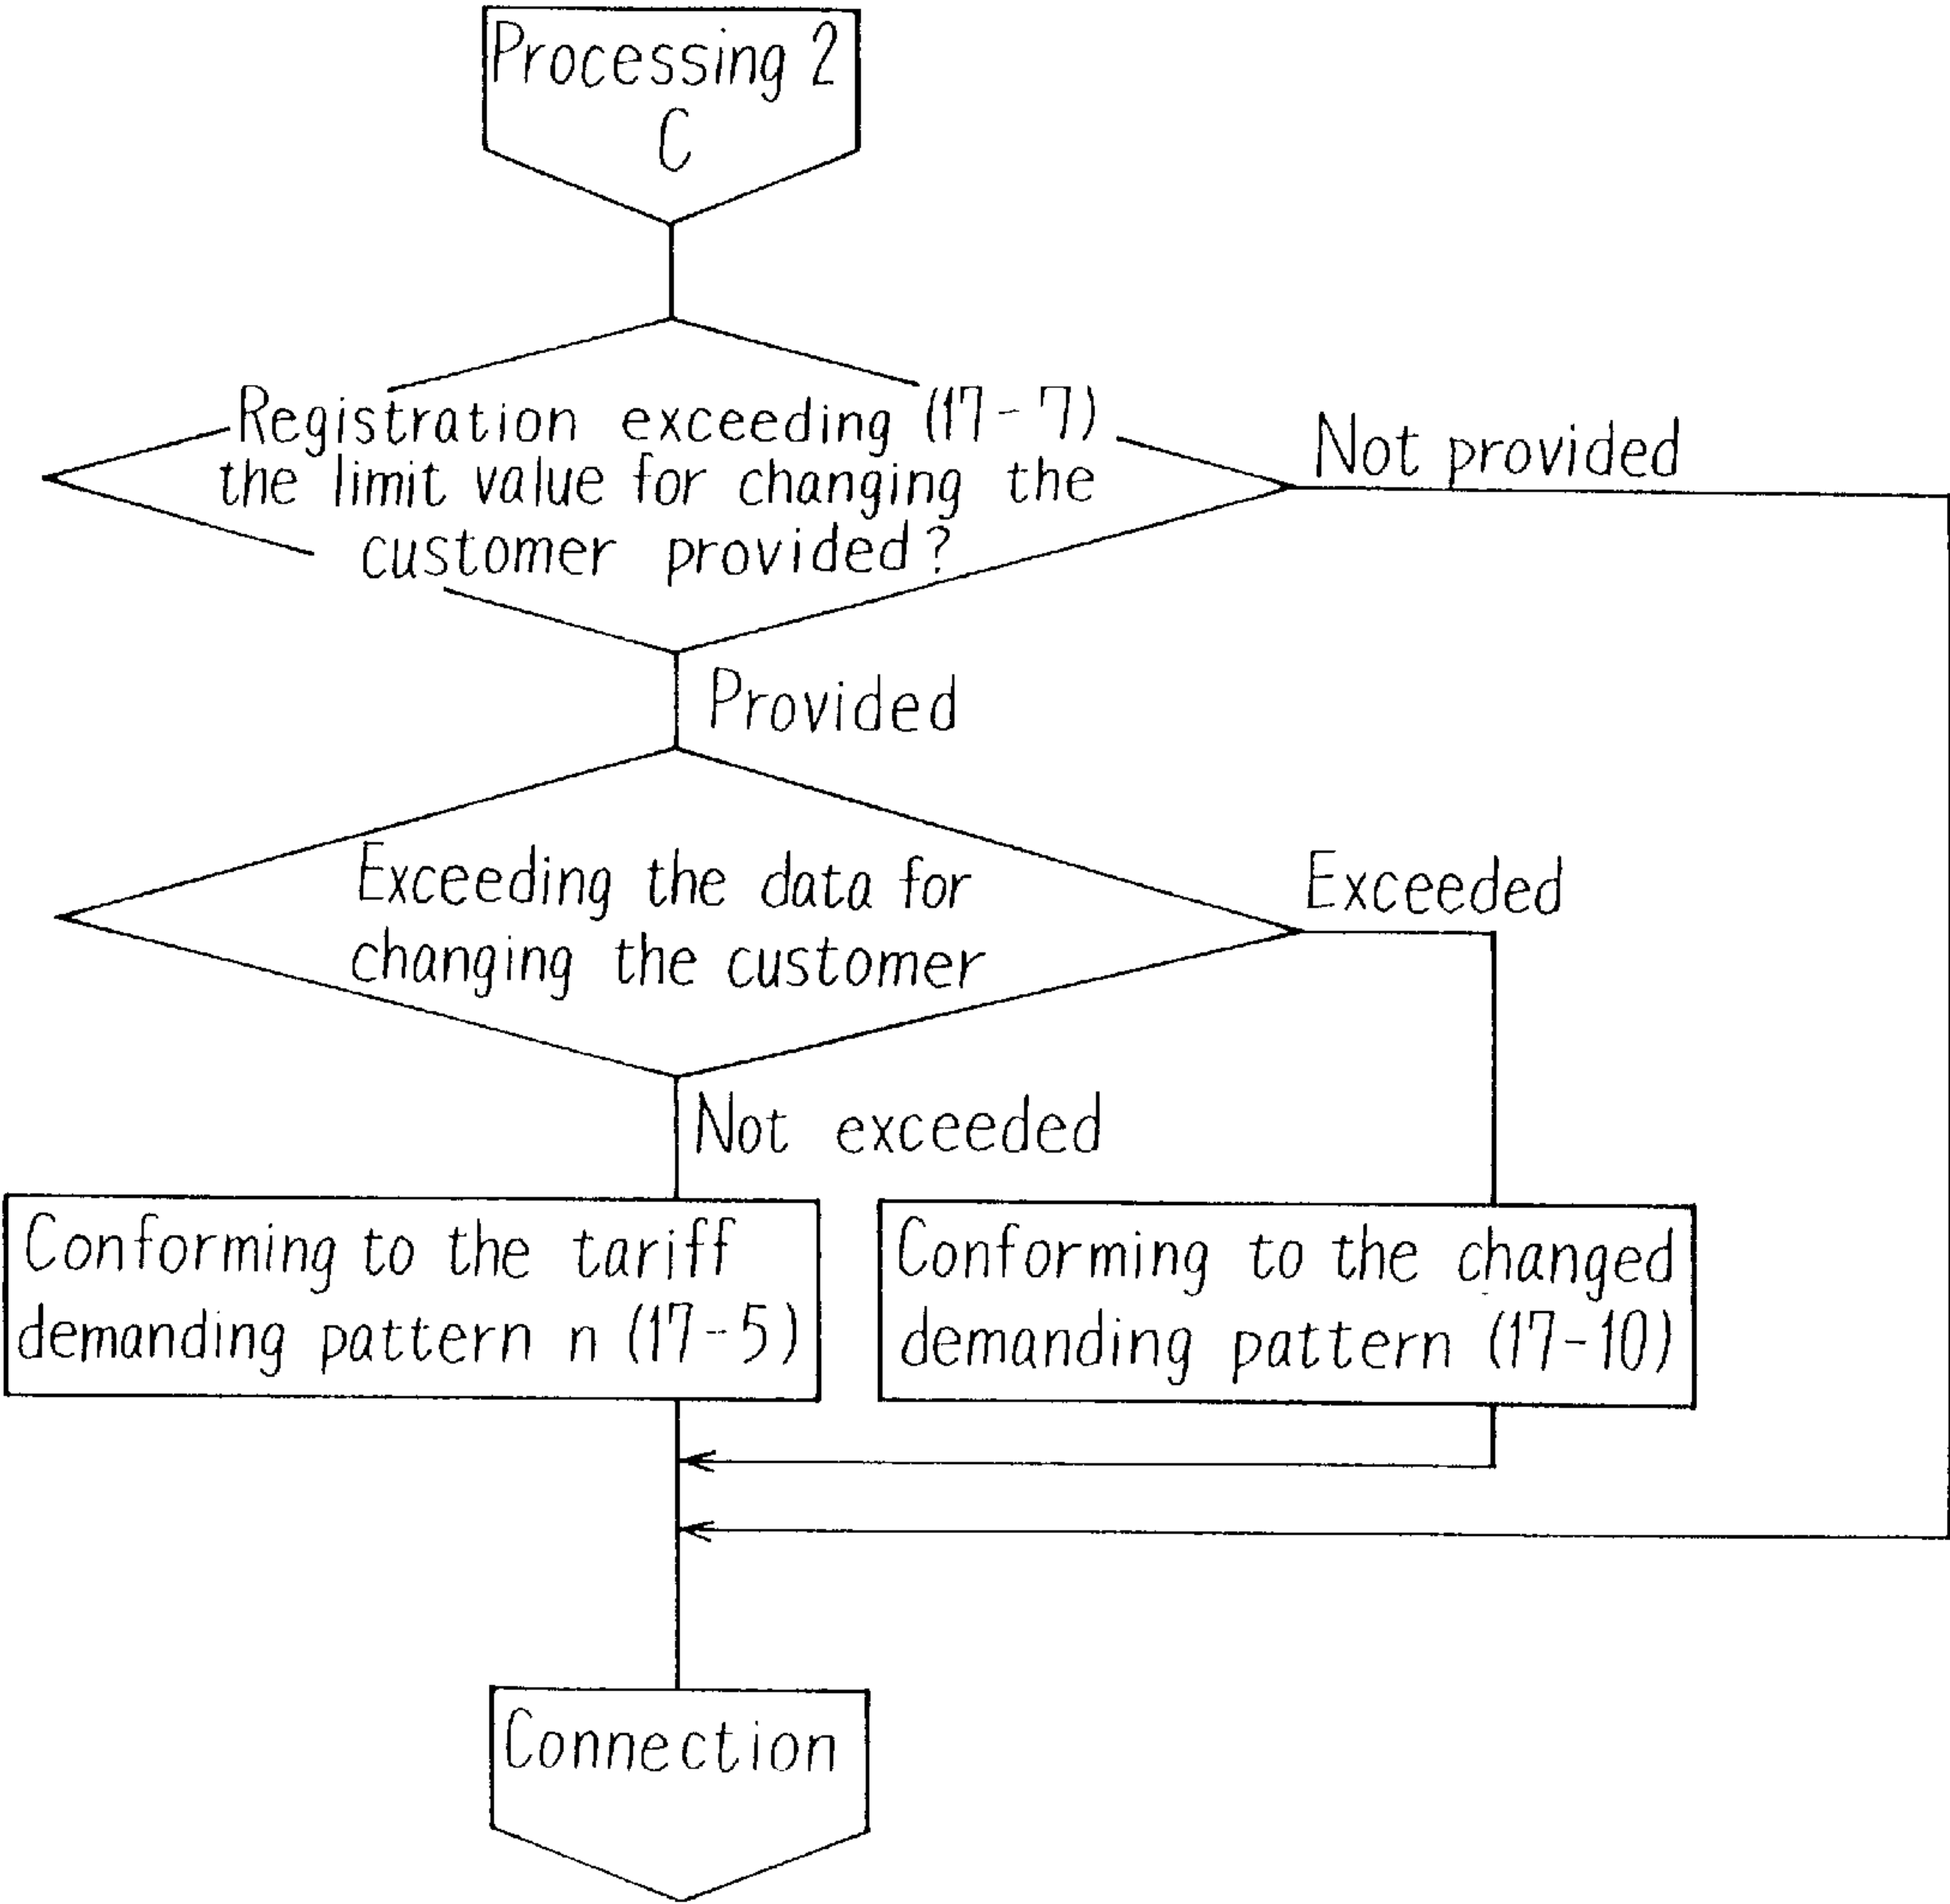 Processing 2
C
Registration exceeding (17-7)
the limit value for changing the
customer provided?
Not provided
Provided
Exceeding the data for
changing the customer
Exceeded
Not exceeded
Conforming to the tariff
demanding pattern n (17-5)
Conforming to the changed
demanding pattern (17-10)
Connection